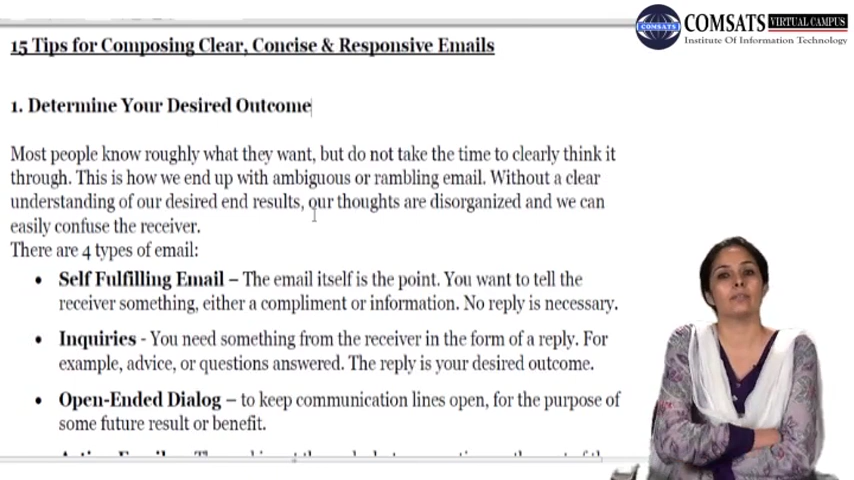 COMSATS VIRTUAL CAMPUS
Institute Of Information Technology
COMSATS
15 Tips for Composing Clear, Concise & Responsive Emails
1. Determine Your Desired Outcome
Most people know roughly what they want, but do not take the time to clearly think it
through. This is how we end up with ambiguous or rambling email. Without a clear
understanding of our desired end results, our thoughts are disorganized and we can
easily confuse the receiver.
There are 4 types of email:
• Self Fulfilling Email – The email itself is the point. You want to tell the
receiver something, either a compliment or information. No reply is necessary.
• Inquiries - You need something from the receiver in the form of a reply. For
example, advice, or questions answered. The reply is your desired outcome.
• Open-Ended Dialog – to keep communication lines open, for the purpose of
some future result or benefit.